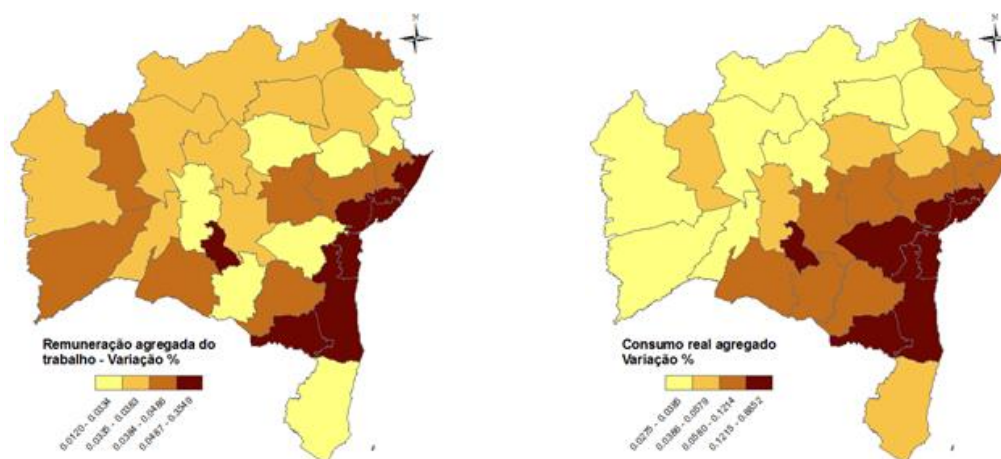 N
Remuneração agregada do
trabalho - Variação %
0.0120 - 0.0334
0.0335 - 0.0383
0.0384 - 0.0486
0.0487 - 0.3549
N
Consumo real agregado
Variação %
0.0275 - 0.0385
0.0386 - 0.0579
0.0580 - 0.1214
0.1215 - 0.8852